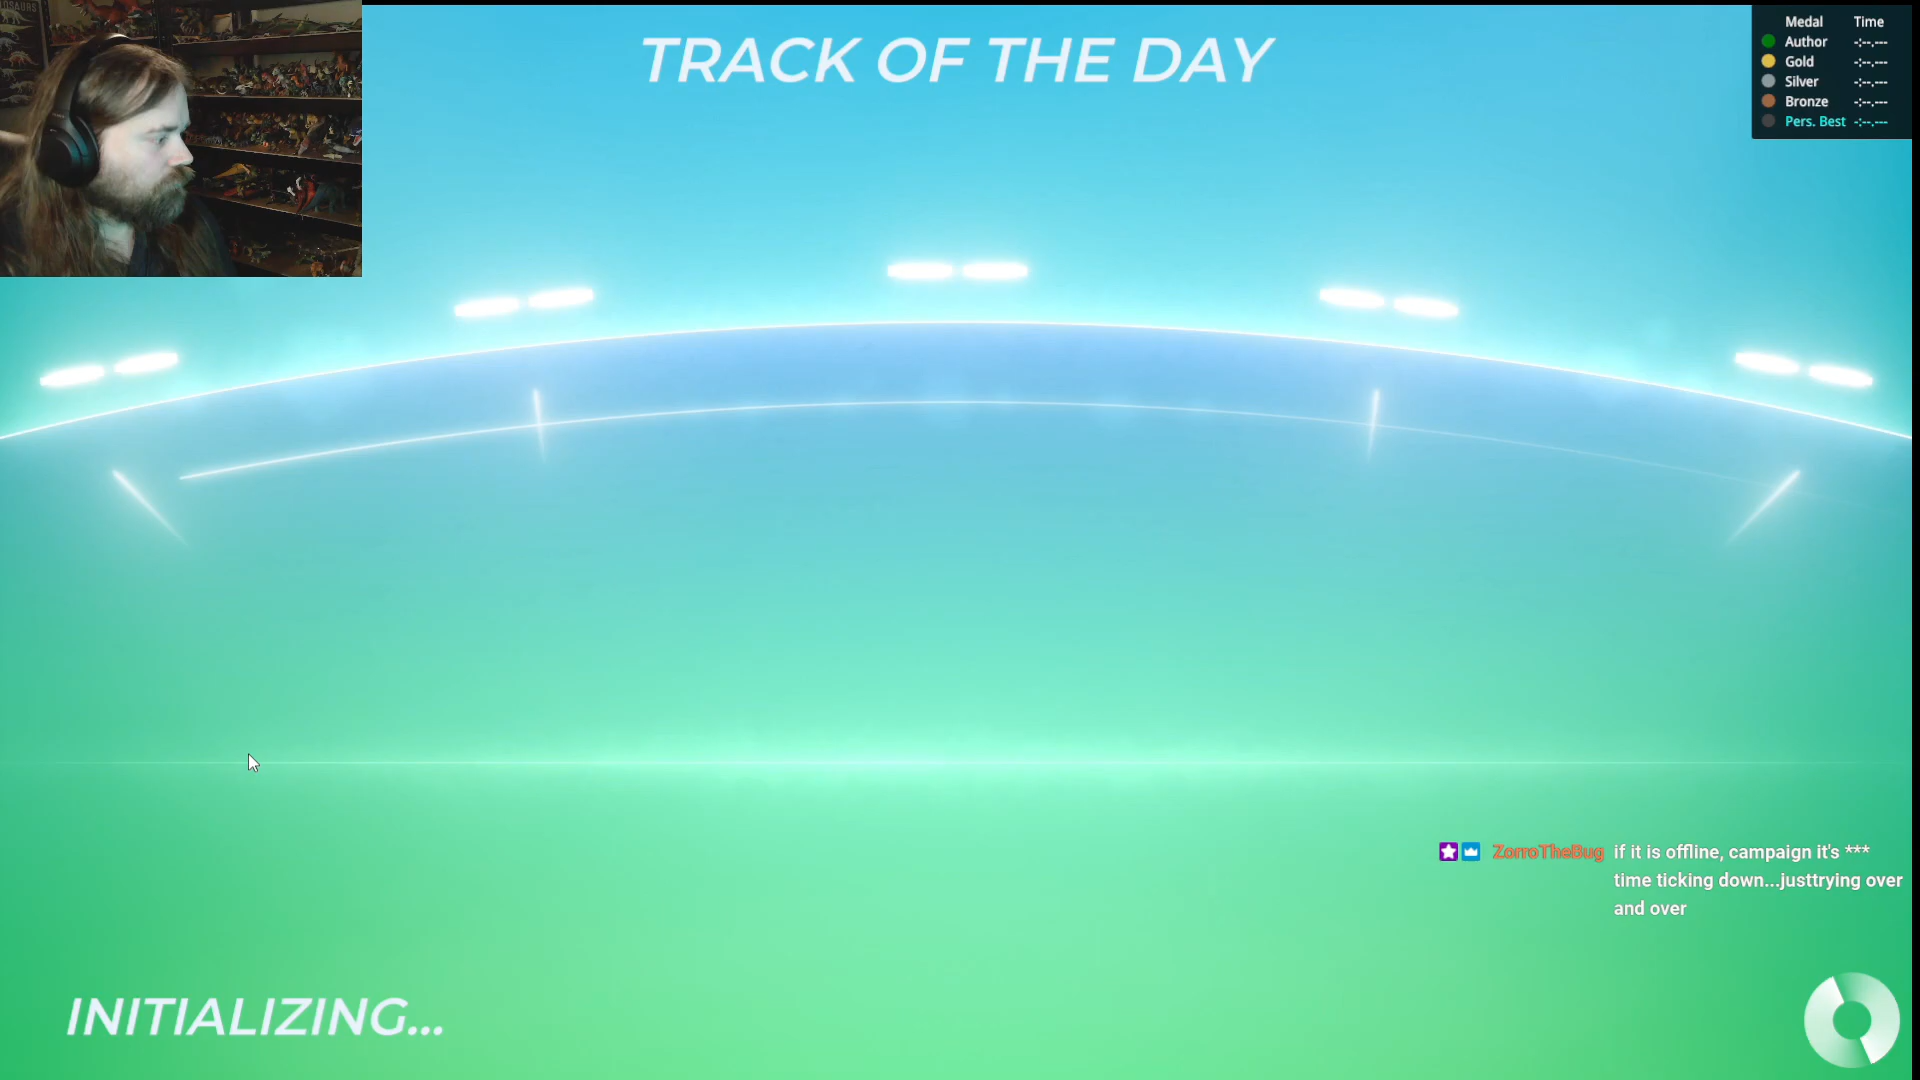 TRACK OF THE DAY
Medal Time
Author -:--.---
Gold -:--.---
Silver -:--.---
Bronze -:--.---
Pers. Best -:--.---
ZorroTheBug if it is offline, campaign it's ***
time ticking down...justtrying over
and over
INITIALIZING...